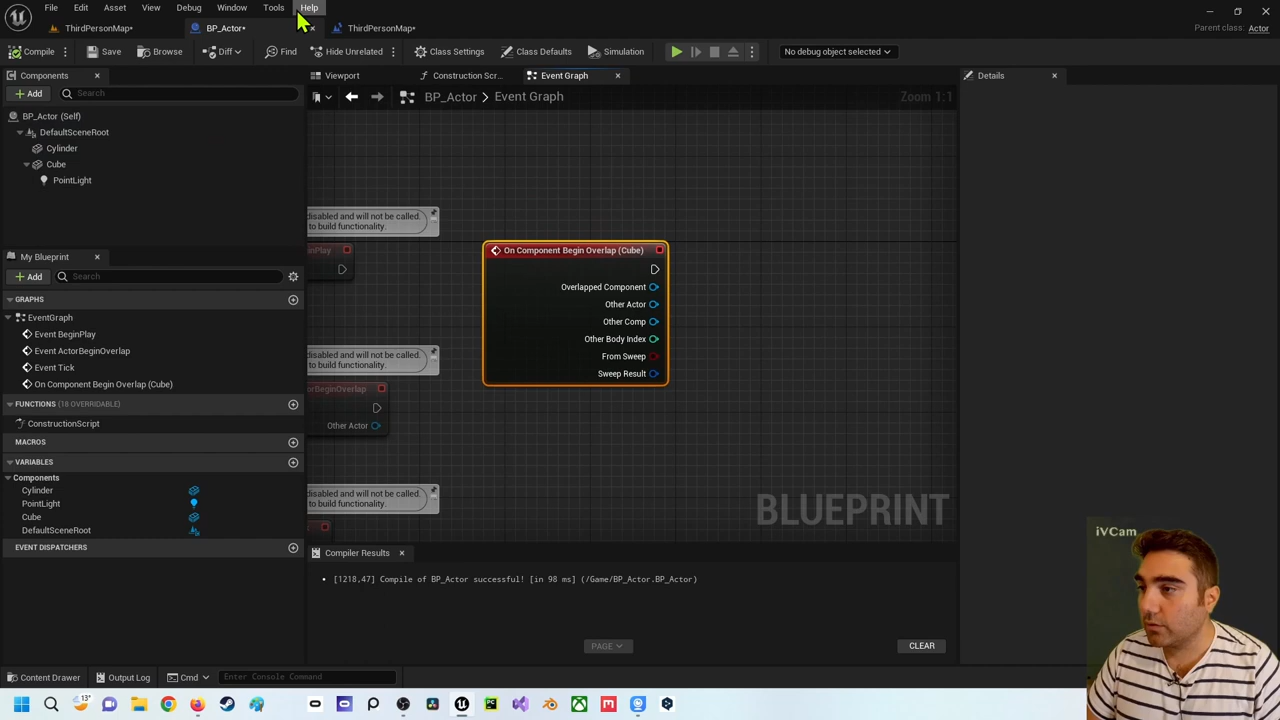 File Edit Asset View Debug Window Tools Help
ThirdPersonMap• BP_Actor• ThirdPersonMap•
Parent class: Actor
Compile Save Browse Diff Find Hide Unrelated Class Settings Class Defaults Simulation No debug object selected
Components
Viewport Construction Scr... Event Graph
Details
Add Search
BP_Actor > Event Graph
Zoom 1:1
BP_Actor (Self)
DefaultSceneRoot
Cylinder
Cube
PointLight
disabled and will not be called.
to build functionality.
inPlay
On Component Begin Overlap (Cube)
Overlapped Component
Other Actor
Other Comp
Other Body Index
From Sweep
Sweep Result
disabled and will not be called.
to build functionality.
orBeginOverlap
Other Actor
disabled and will not be called.
to build functionality.
BLUEPRINT
My Blueprint
Add Search
GRAPHS
EventGraph
Event BeginPlay
Event ActorBeginOverlap
Event Tick
On Component Begin Overlap (Cube)
FUNCTIONS (18 OVERRIDABLE)
ConstructionScript
MACROS
VARIABLES
Components
Cylinder
PointLight
Cube
DefaultSceneRoot
EVENT DISPATCHERS
Compiler Results
[1218,47] Compile of BP_Actor successful! [in 98 ms] (/Game/BP_Actor.BP_Actor)
PAGE
CLEAR
iVCam
Content Drawer Output Log Cmd Enter Console Command
13°